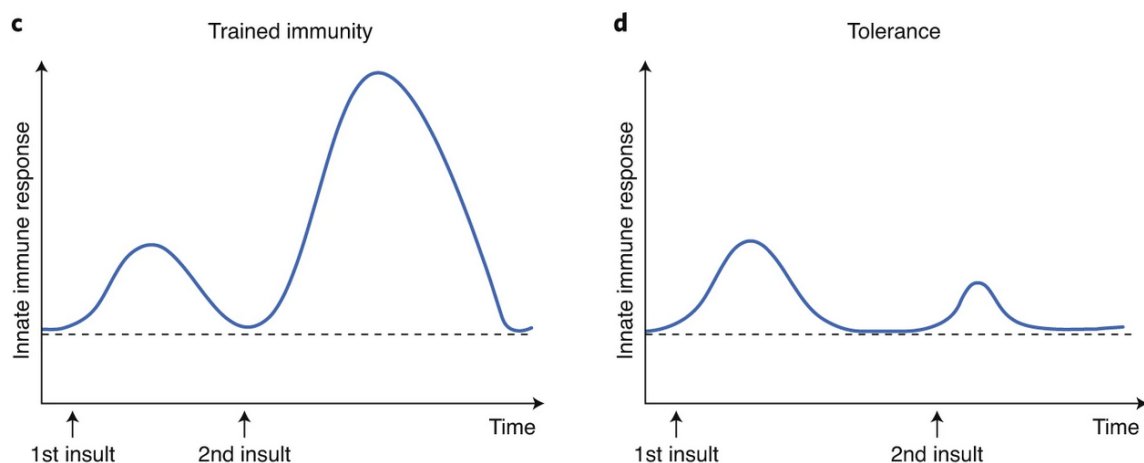 c
Trained immunity
Innate immune response
Time
1st insult
2nd insult
d
Tolerance
Innate immune response
Time
1st insult
2nd insult